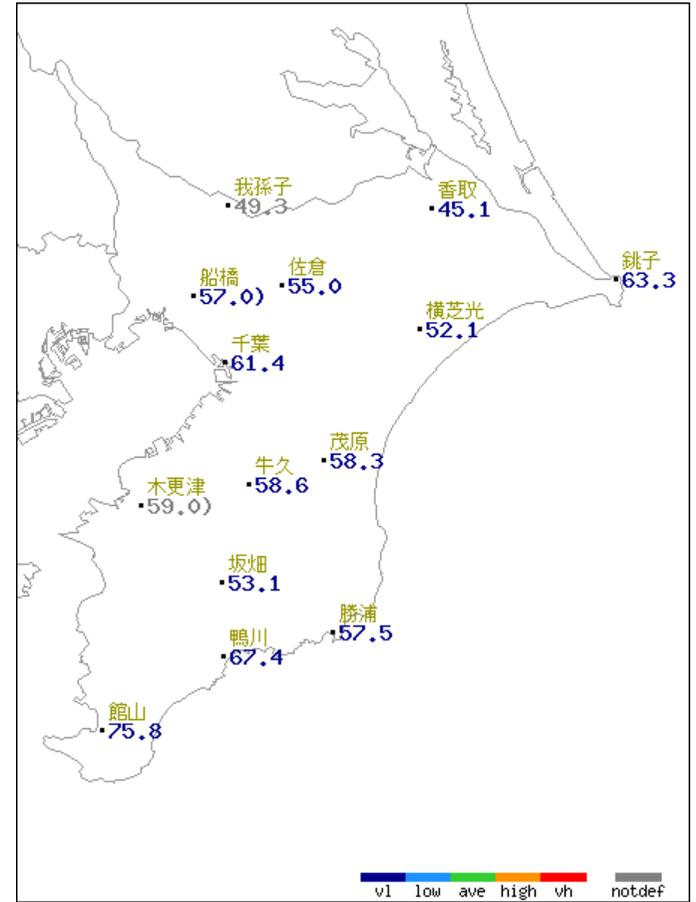 我孫子
49.3
香取
45.1
銚子
63.3
船橋
57.0)
佐倉
55.0
横芝光
52.1
千葉
61.4
茂原
58.3
牛久
58.6
木更津
59.0)
坂畑
53.1
勝浦
57.5
鴨川
67.4
館山
75.8
vl low ave high vh notdef